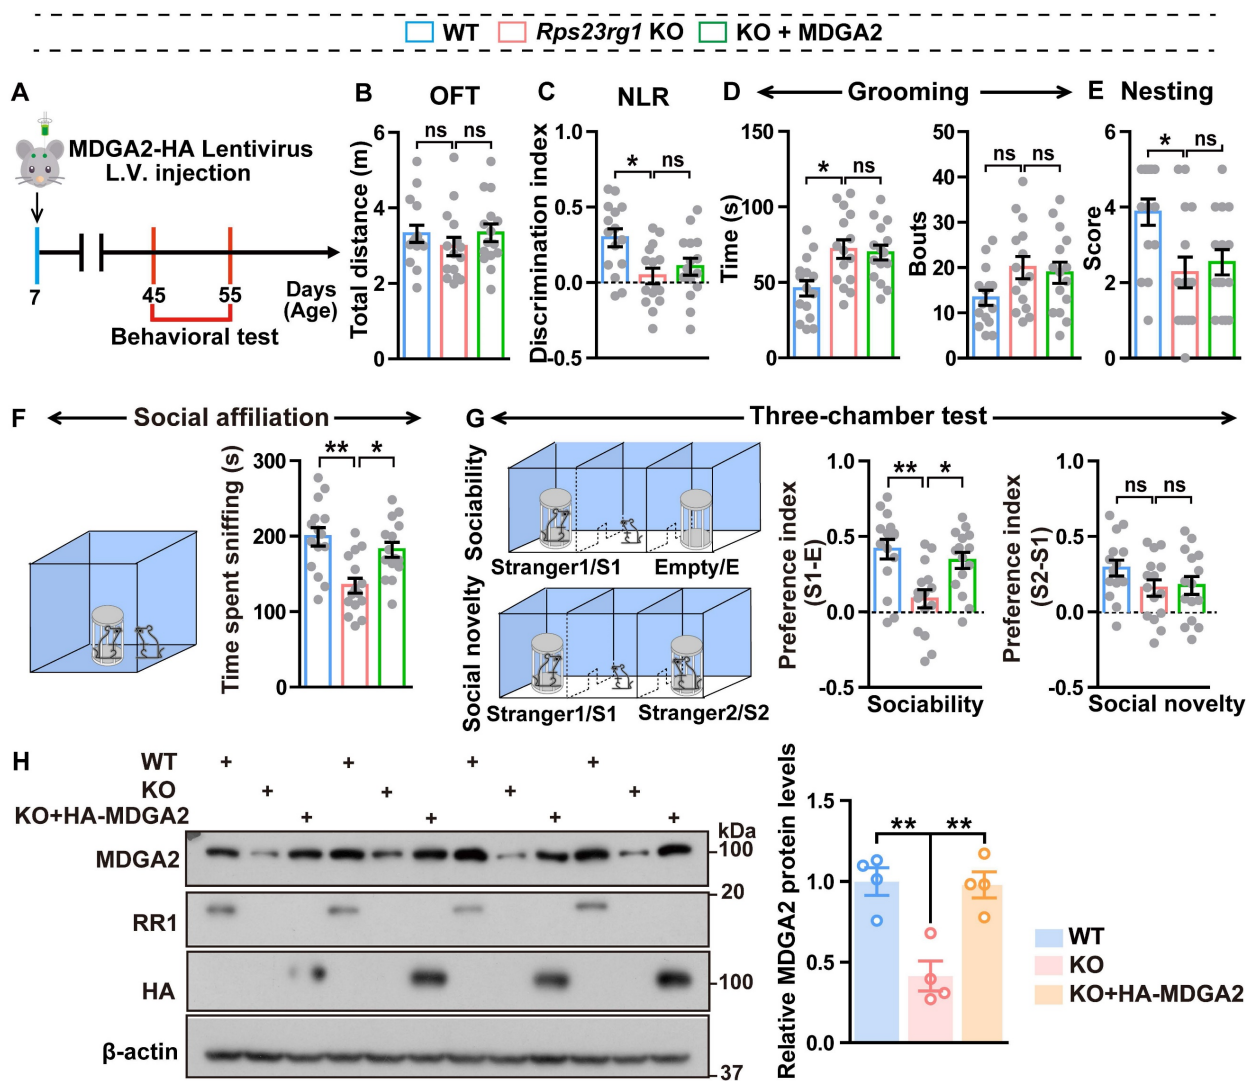 WT Rps23rg1 KO KO + MDGA2
A
MDGA2-HA Lentivirus
L.V. injection
7 45 55 Days
(Age)
Behavioral test
B OFT
Total distance (m)
6
4
2
0
ns ns
C NLR
Discrimination index
1.0
0.5
0.0
-0.5
* ns
D Grooming
Time (s)
150
100
50
0
* ns
Bouts
50
40
30
20
10
0
ns ns
E Nesting
Score
6
4
2
0
* ns
F Social affiliation
Time spent sniffing (s)
300
200
100
0
** *
G Three-chamber test
Sociability
Stranger1/S1 Empty/E
Social novelty
Stranger1/S1 Stranger2/S2
Preference index
(S1-E)
1.0
0.5
0.0
-0.5
** *
Sociability
Preference index
(S2-S1)
1.0
0.5
0.0
-0.5
ns ns
Social novelty
H
WT + + + +
KO + + + +
KO+HA-MDGA2 + + + +
kDa
MDGA2 100
20
RR1
HA 100
β-actin
37
Relative MDGA2 protein levels
1.5
1.0
0.5
0.0
** **
WT
KO
KO+HA-MDGA2